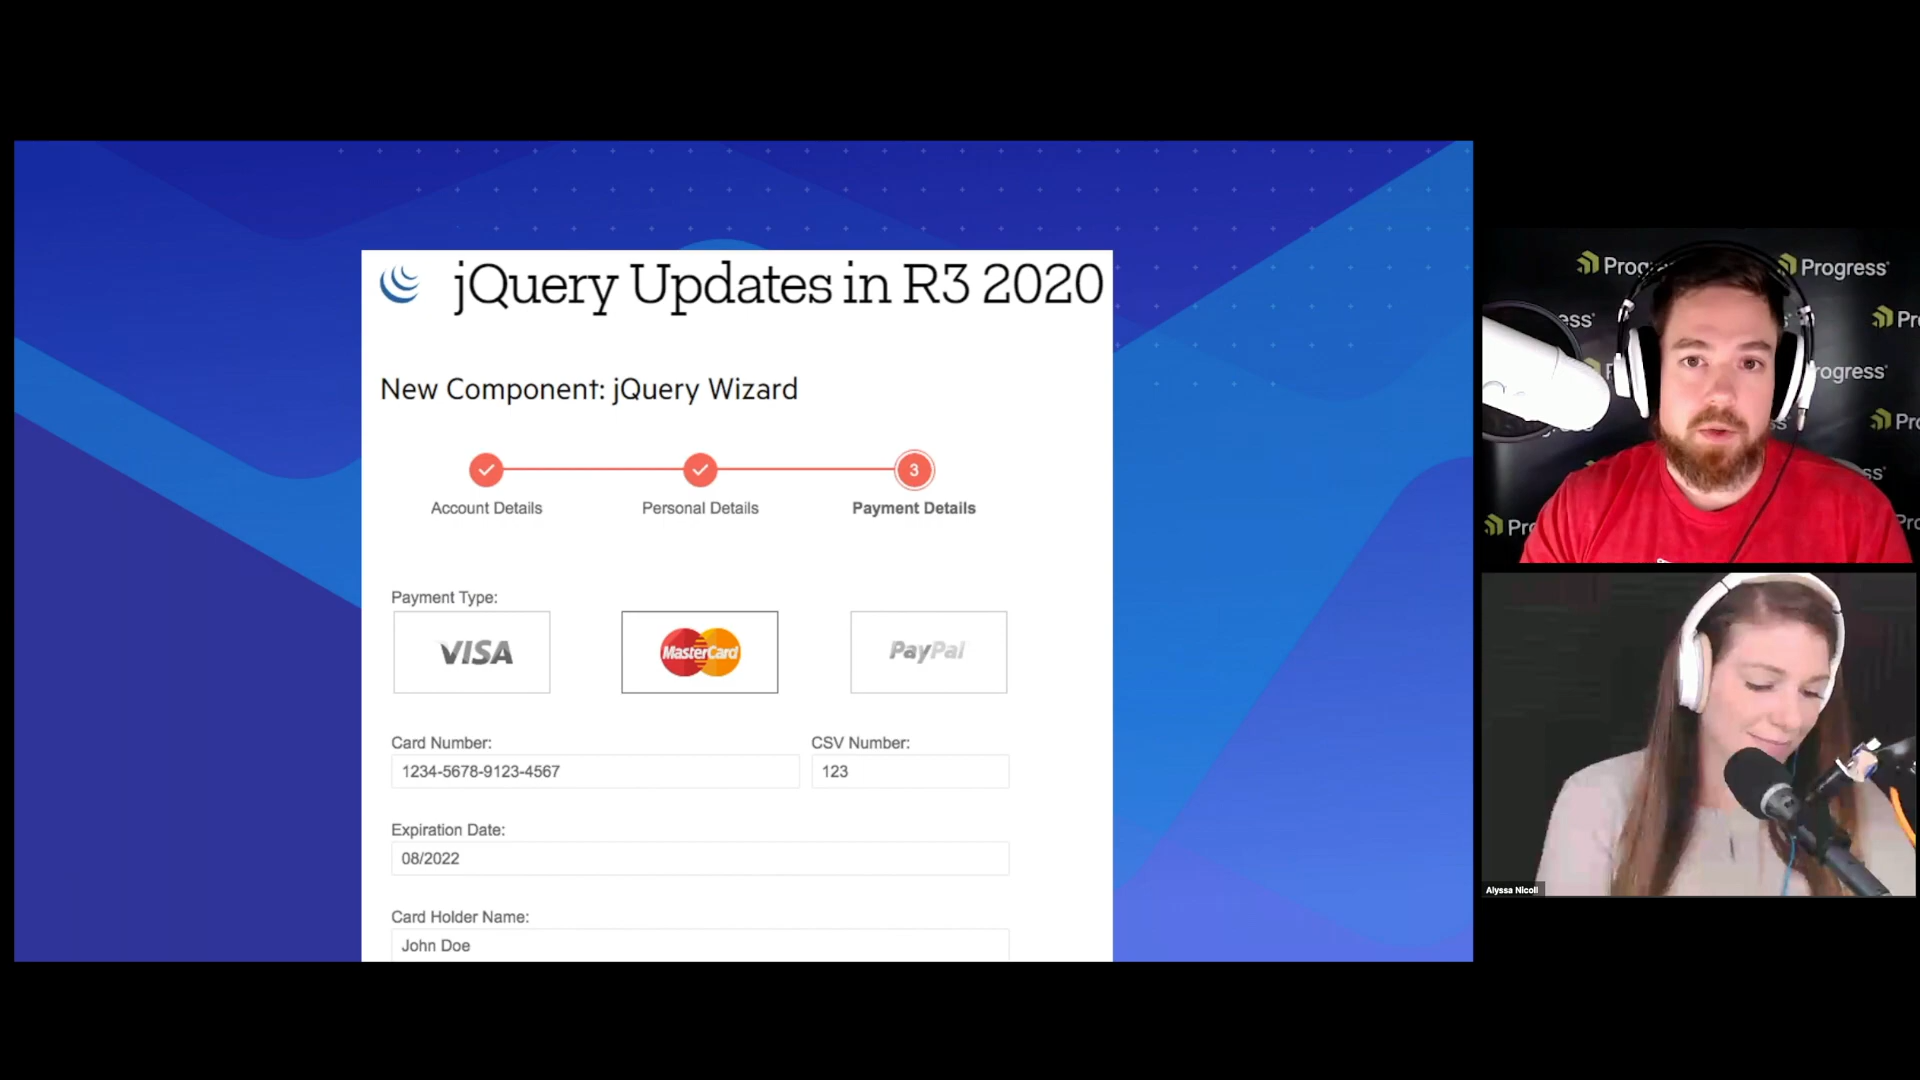 jQuery Updates in R3 2020
New Component: jQuery Wizard
3
Account Details
Personal Details
Payment Details
Payment Type:
VISA
MasterCard
PayPal
Card Number:
CSV Number:
1234-5678-9123-4567
123
Expiration Date:
08/2022
Card Holder Name:
John Doe
Progress
Progress
Alyssa Nicoll